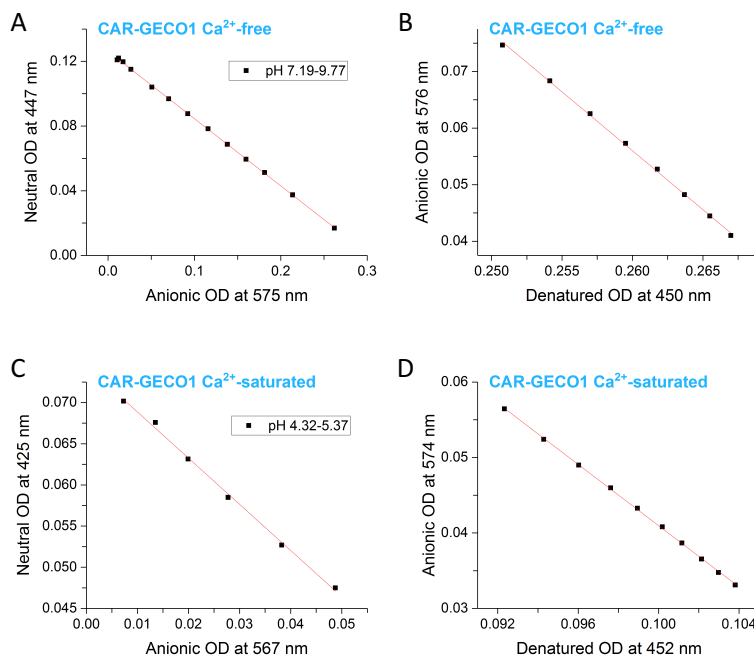 A
CAR-GECO1 Ca²⁺-free
pH 7.19-9.77
Neutral OD at 447 nm
0.12
0.08
0.04
0.00
0.0 0.1 0.2 0.3
Anionic OD at 575 nm
B
CAR-GECO1 Ca²⁺-free
Anionic OD at 576 nm
0.07
0.06
0.05
0.04
0.250 0.255 0.260 0.265
Denatured OD at 450 nm
C
CAR-GECO1 Ca²⁺-saturated
pH 4.32-5.37
Neutral OD at 425 nm
0.070
0.065
0.060
0.055
0.050
0.045
0.00 0.01 0.02 0.03 0.04 0.05
Anionic OD at 567 nm
D
CAR-GECO1 Ca²⁺-saturated
Anionic OD at 574 nm
0.06
0.05
0.04
0.03
0.092 0.096 0.100 0.104
Denatured OD at 452 nm